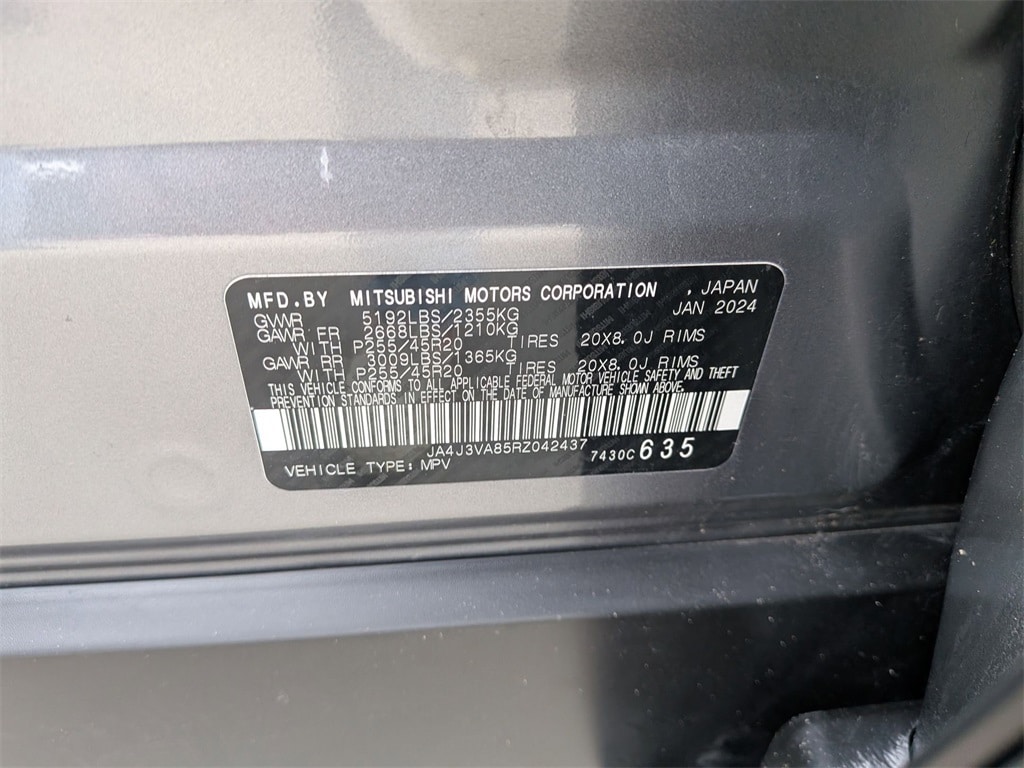 MFD.BY MITSUBISHI MOTORS CORPORATION , JAPAN
GVWR 5192LBS/2355KG JAN 2024
GAWR FR 2668LBS/1210KG
WITH P255/45R20 TIRES 20X8.0J RIMS
GAWR RR 3009LBS/1365KG
WITH P255/45R20 TIRES 20X8.0J RIMS
THIS VEHICLE CONFORMS TO ALL APPLICABLE FEDERAL MOTOR VEHICLE SAFETY AND THEFT
PREVENTION STANDARDS IN EFFECT ON THE DATE OF MANUFACTURE SHOWN ABOVE.
JA4J3VA85RZ042437
VEHICLE TYPE: MPV 7430C 635